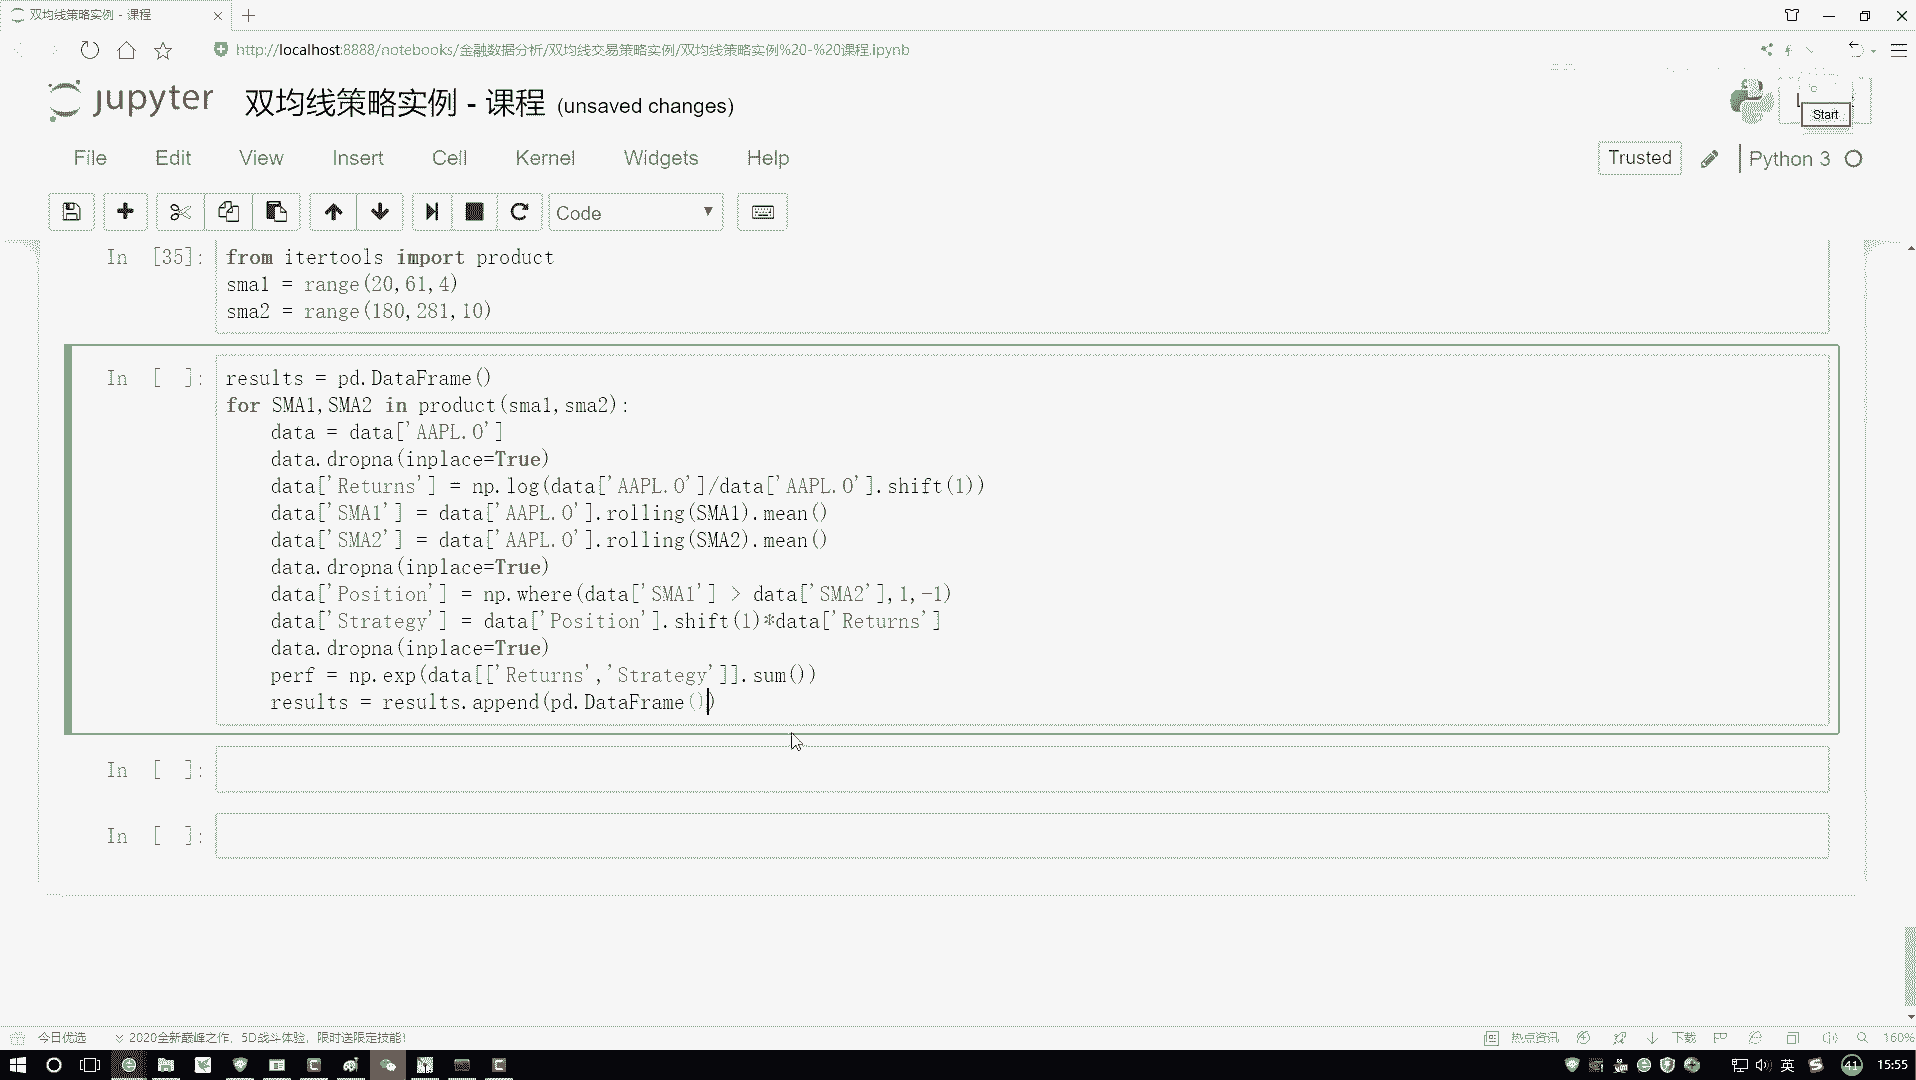 双均线策略实例 - 课程
http://localhost:8888/notebooks/金融数据分析/双均线交易策略实例/双均线策略实例%20-%20课程.ipynb
jupyter 双均线策略实例 - 课程 (unsaved changes)
Start
File Edit View Insert Cell Kernel Widgets Help
Trusted Python 3
Code
In [35]: from itertools import product
sma1 = range(20,61,4)
sma2 = range(180,281,10)
In [ ]: results = pd.DataFrame()
for SMA1,SMA2 in product(sma1,sma2):
data = data['AAPL.O']
data.dropna(inplace=True)
data['Returns'] = np.log(data['AAPL.O']/data['AAPL.O'].shift(1))
data['SMA1'] = data['AAPL.O'].rolling(SMA1).mean()
data['SMA2'] = data['AAPL.O'].rolling(SMA2).mean()
data.dropna(inplace=True)
data['Position'] = np.where(data['SMA1'] > data['SMA2'],1,-1)
data['Strategy'] = data['Position'].shift(1)*data['Returns']
data.dropna(inplace=True)
perf = np.exp(data[['Returns','Strategy']].sum())
results = results.append(pd.DataFrame())
In [ ]:
In [ ]:
今日优选 2020全新巅峰之作，5D战斗体验，限时送限定技能! 热点资讯 下载 160%
英 41 15:55